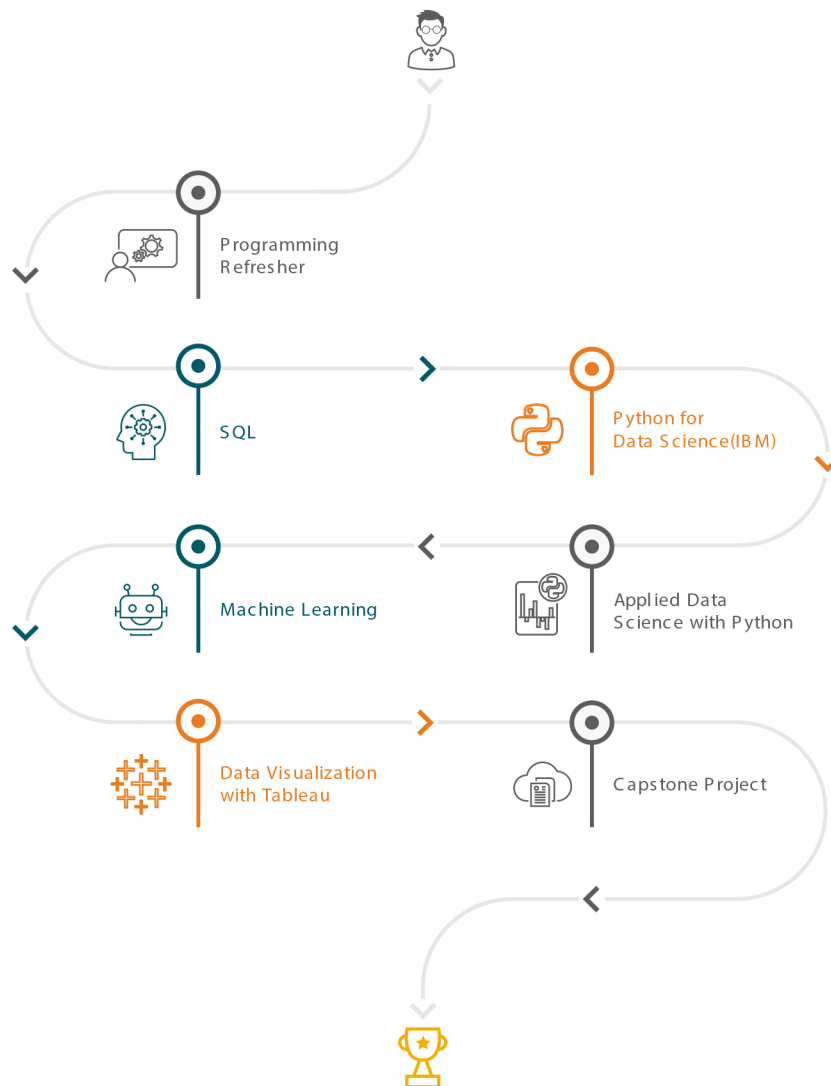 Programming
Refresher
SQL
Python for
Data Science(IBM)
Applied Data
Science with Python
Machine Learning
Data Visualization
with Tableau
Capstone Project